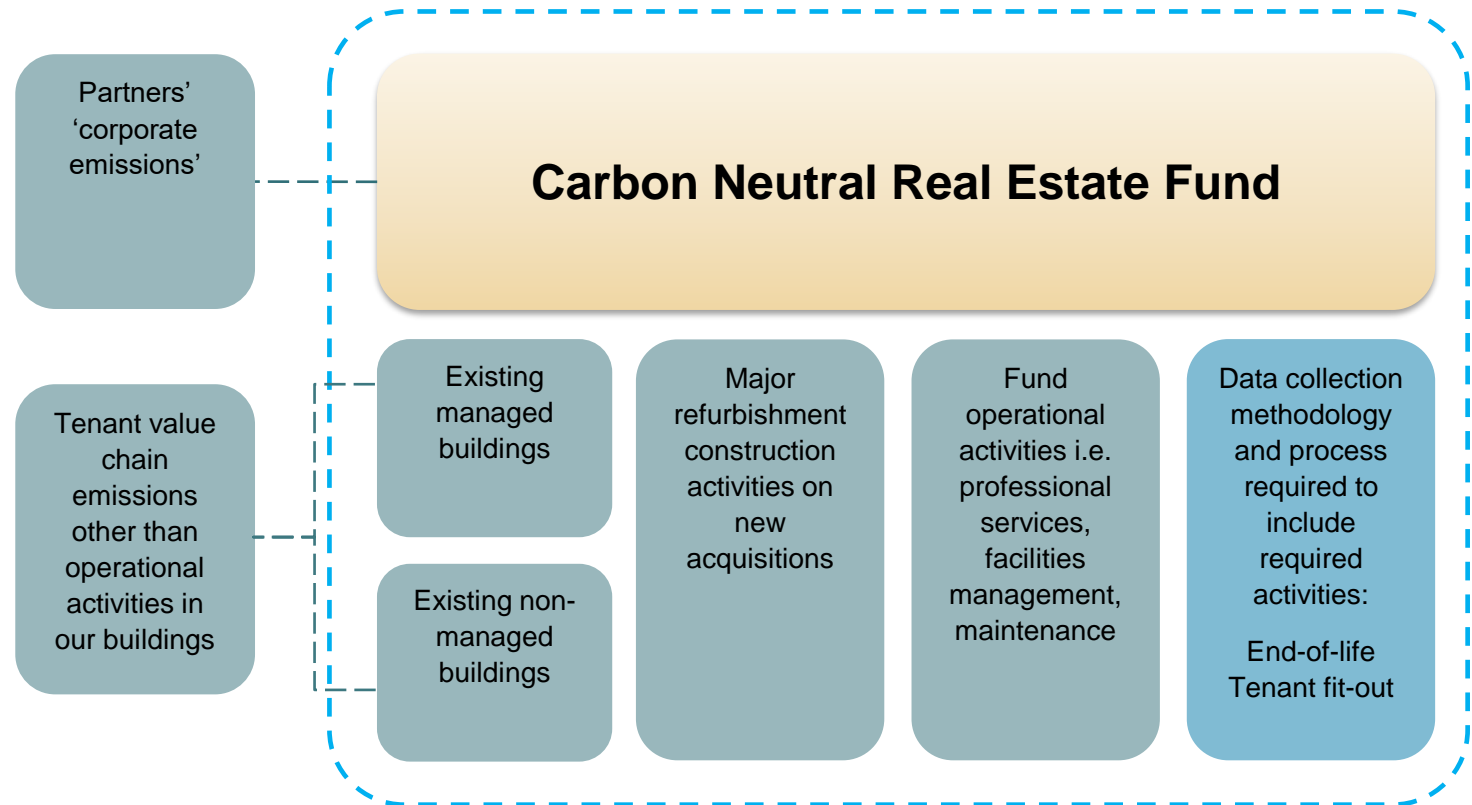 Partners'
‘corporate
emissions’
Carbon Neutral Real Estate Fund
Tenant value
chain
emissions
other than
operational
activities in
our buildings
Existing
managed
buildings
Existing non-
managed
buildings
Major
refurbishment
construction
activities on
new
acquisitions
Fund
operational
activities i.e.
professional
services,
facilities
management,
maintenance
Data collection
methodology
and process
required to
include
required
activities:
End-of-life
Tenant fit-out